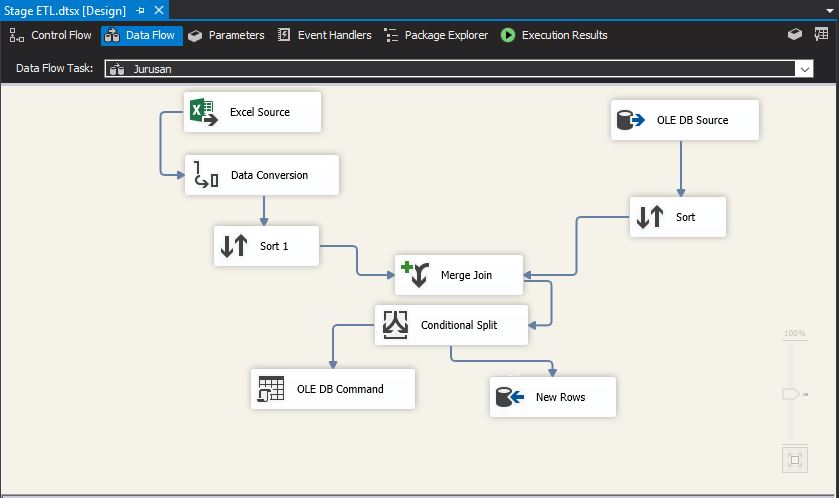 Stage ETL.dtsx [Design]
Control Flow Data Flow Parameters Event Handlers Package Explorer Execution Results
Data Flow Task: Jurusan
Excel Source
OLE DB Source
Data Conversion
Sort
Sort 1
Merge Join
Conditional Split
OLE DB Command
New Rows
100%